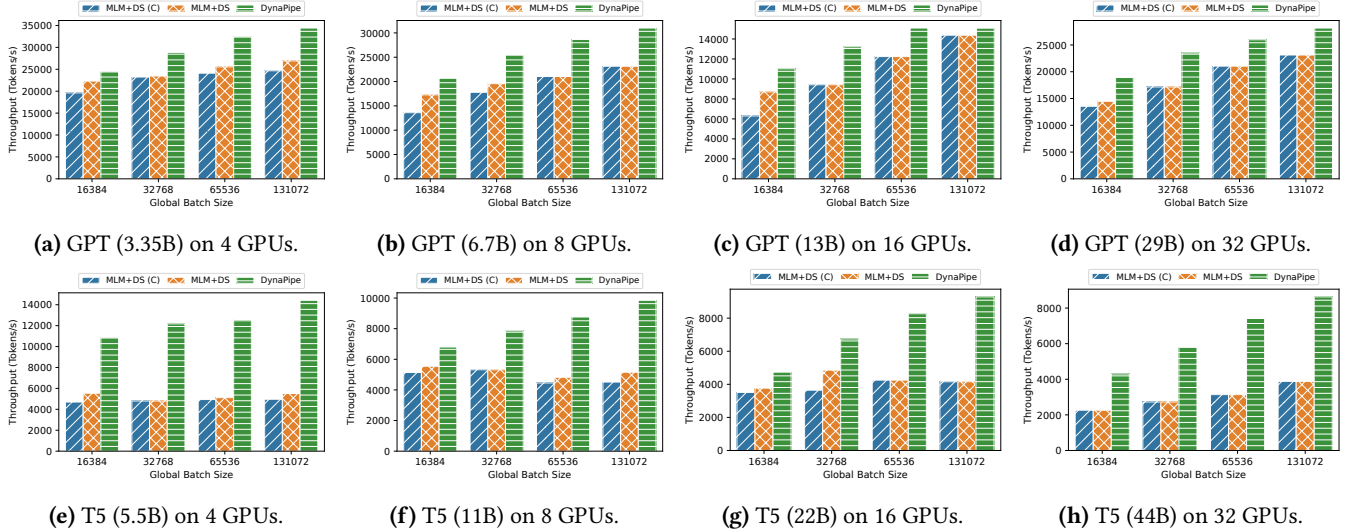 MLM+DS (C) MLM+DS DynaPipe
Throughput (Tokens/s)
35000
30000
25000
20000
15000
10000
5000
0
16384 32768 65536 131072
Global Batch Size
(a) GPT (3.35B) on 4 GPUs.
MLM+DS (C) MLM+DS DynaPipe
Throughput (Tokens/s)
30000
25000
20000
15000
10000
5000
0
16384 32768 65536 131072
Global Batch Size
(b) GPT (6.7B) on 8 GPUs.
MLM+DS (C) MLM+DS DynaPipe
Throughput (Tokens/s)
14000
12000
10000
8000
6000
4000
2000
0
16384 32768 65536 131072
Global Batch Size
(c) GPT (13B) on 16 GPUs.
MLM+DS (C) MLM+DS DynaPipe
Throughput (Tokens/s)
25000
20000
15000
10000
5000
0
16384 32768 65536 131072
Global Batch Size
(d) GPT (29B) on 32 GPUs.
MLM+DS (C) MLM+DS DynaPipe
Throughput (Tokens/s)
14000
12000
10000
8000
6000
4000
2000
0
16384 32768 65536 131072
Global Batch Size
(e) T5 (5.5B) on 4 GPUs.
MLM+DS (C) MLM+DS DynaPipe
Throughput (Tokens/s)
10000
8000
6000
4000
2000
0
16384 32768 65536 131072
Global Batch Size
(f) T5 (11B) on 8 GPUs.
MLM+DS (C) MLM+DS DynaPipe
Throughput (Tokens/s)
8000
6000
4000
2000
0
16384 32768 65536 131072
Global Batch Size
(g) T5 (22B) on 16 GPUs.
MLM+DS (C) MLM+DS DynaPipe
Throughput (Tokens/s)
8000
6000
4000
2000
0
16384 32768 65536 131072
Global Batch Size
(h) T5 (44B) on 32 GPUs.